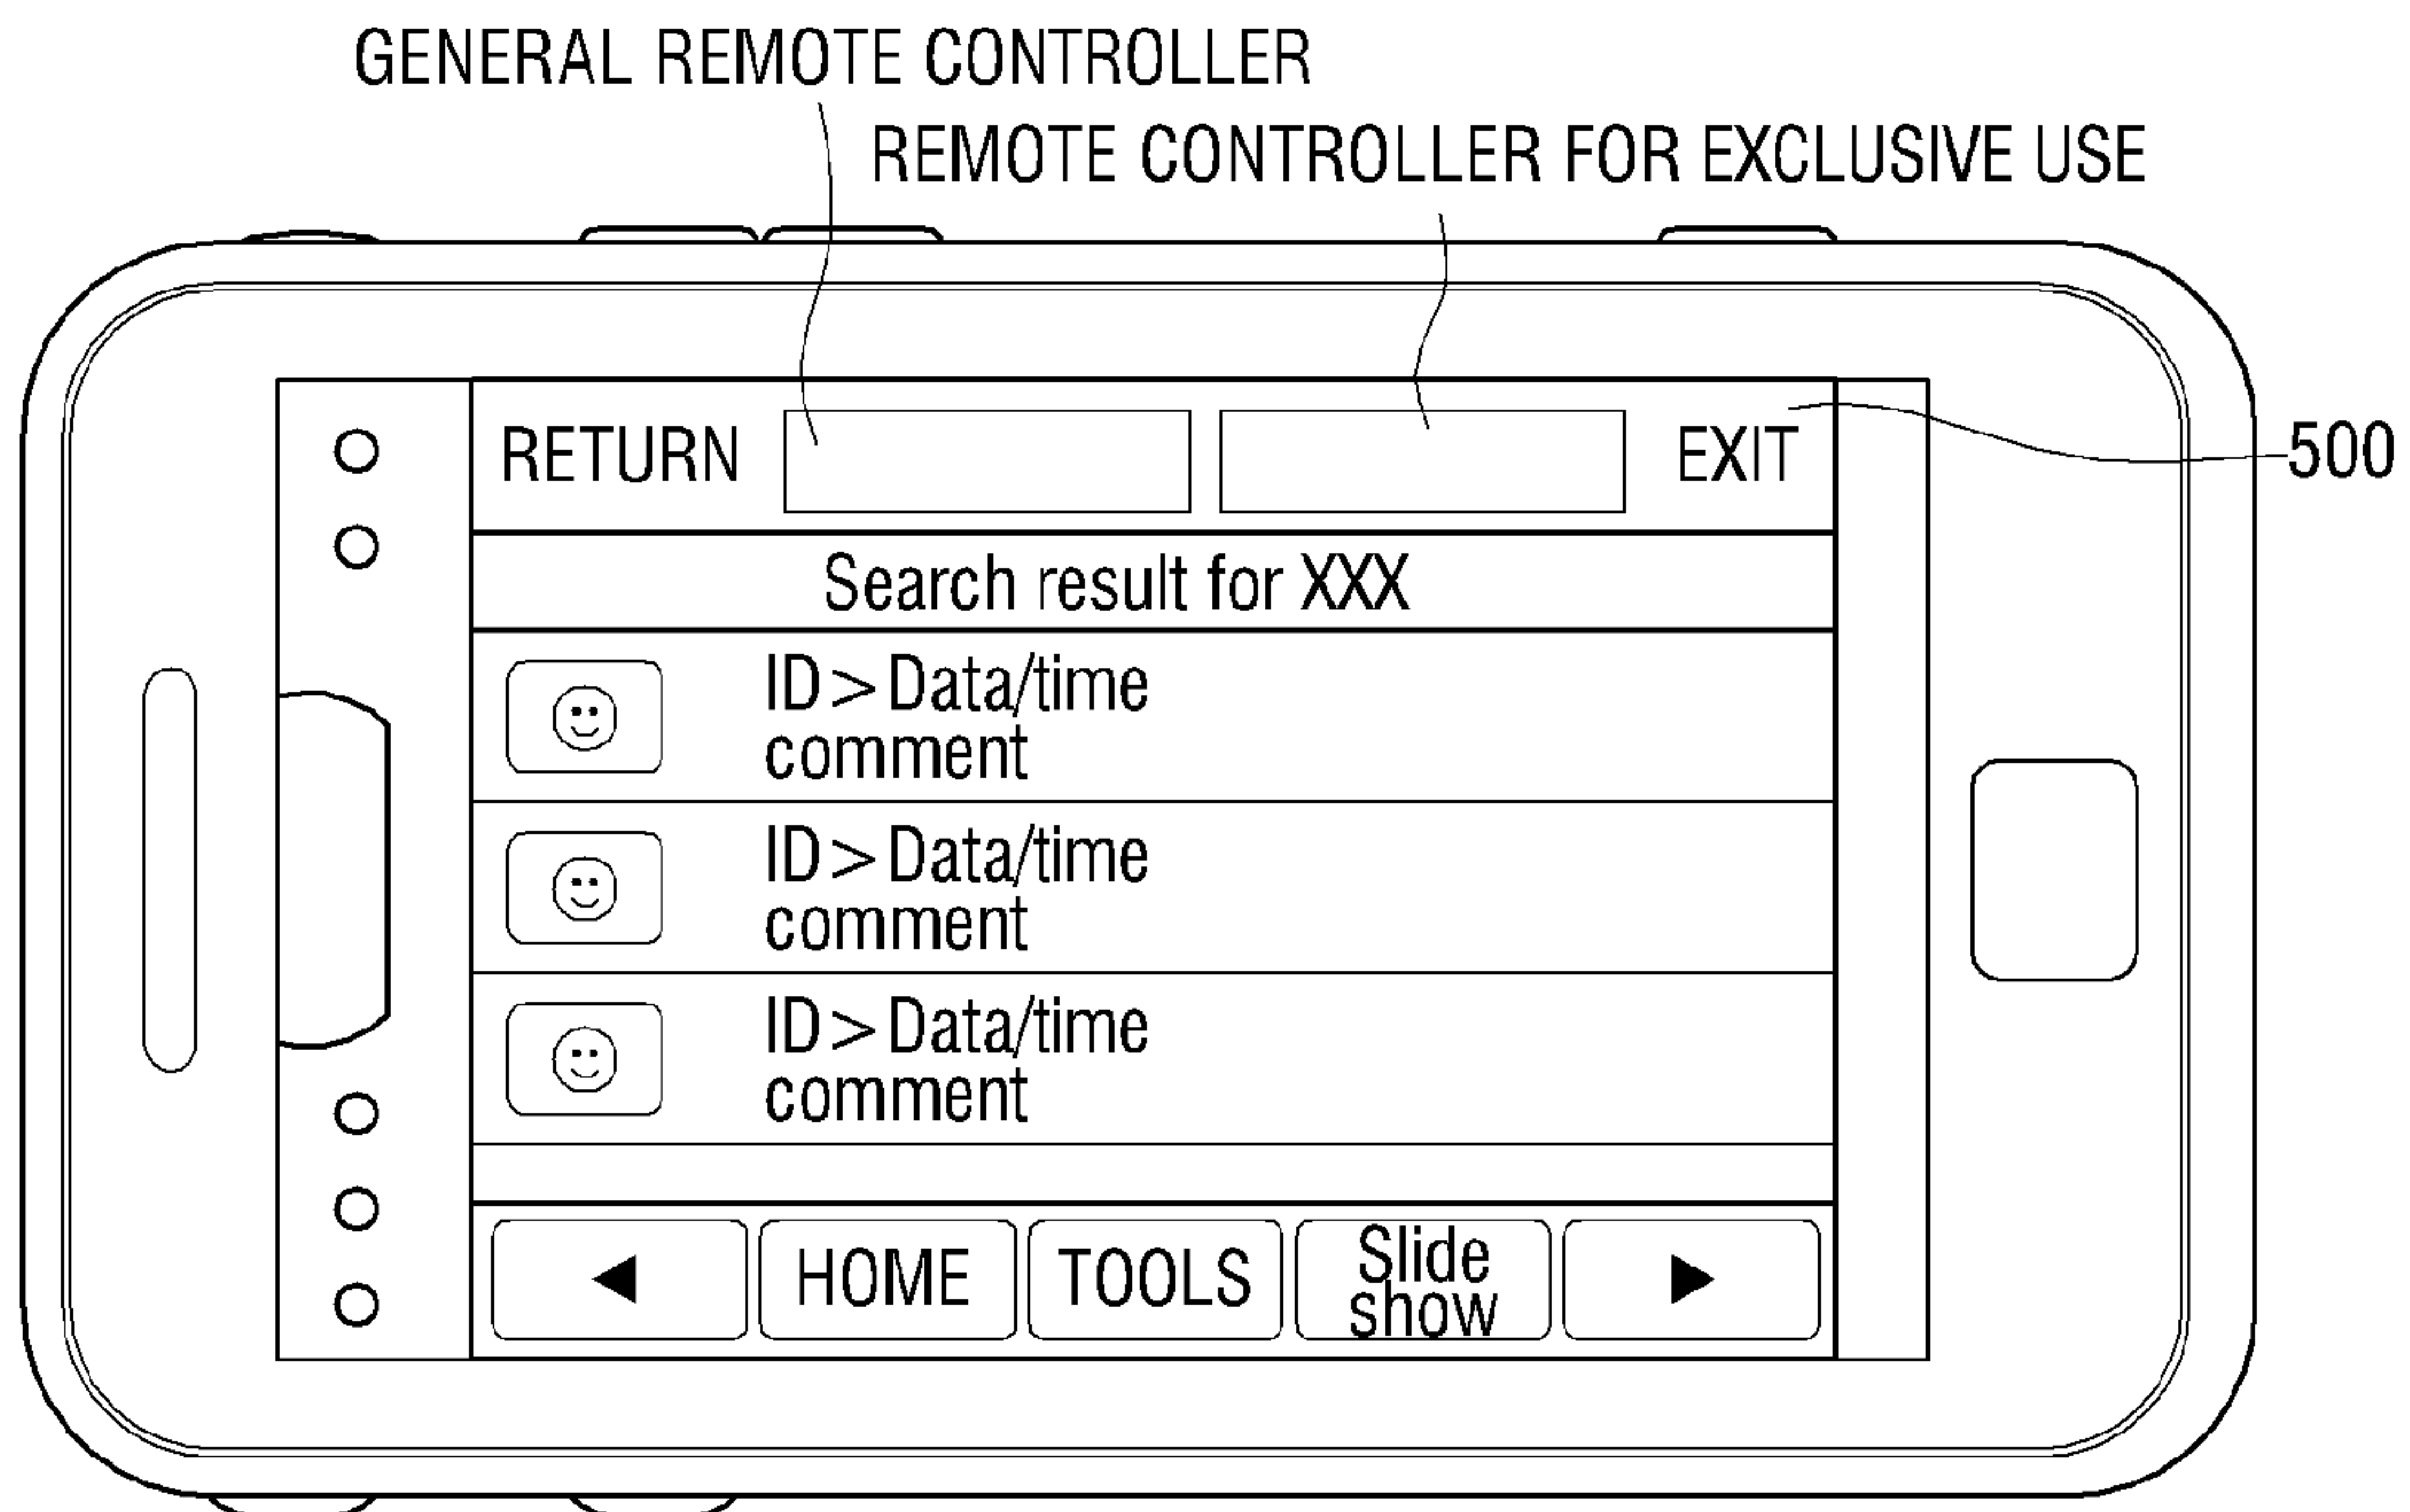 GENERAL REMOTE CONTROLLER
REMOTE CONTROLLER FOR EXCLUSIVE USE
RETURN
EXIT
500
Search result for XXX
ID > Data/time
comment
ID > Data/time
comment
ID > Data/time
comment
HOME
TOOLS
Slide
show